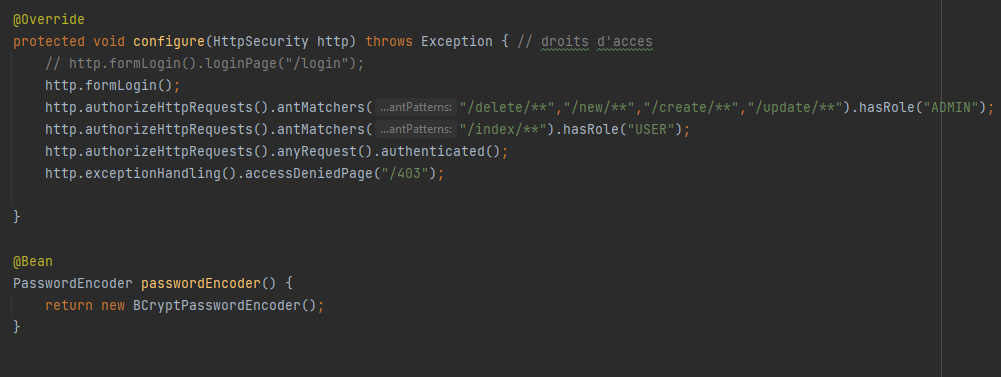 @Override
protected void configure(HttpSecurity http) throws Exception { // droits d'acces
// http.formLogin().loginPage("/login");
http.formLogin();
http.authorizeHttpRequests().antMatchers( ...antPatterns: "/delete/**","/new/**","/create/**","/update/**").hasRole("ADMIN");
http.authorizeHttpRequests().antMatchers( ...antPatterns: "/index/**").hasRole("USER");
http.authorizeHttpRequests().anyRequest().authenticated();
http.exceptionHandling().accessDeniedPage("/403");
}
@Bean
PasswordEncoder passwordEncoder() {
return new BCryptPasswordEncoder();
}